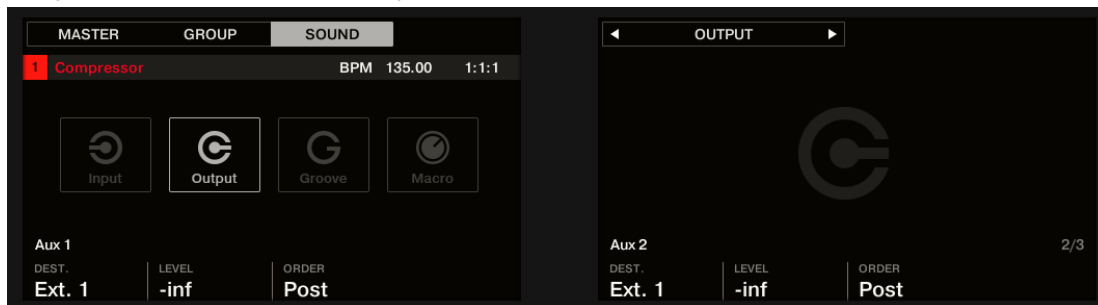 MASTER GROUP SOUND
1 Compressor BPM 135.00 1:1:1
Input Output Groove Macro
Aux 1
DEST. LEVEL ORDER
Ext. 1 -inf Post
◀ OUTPUT ▶
Aux 2 2/3
DEST. LEVEL ORDER
Ext. 1 -inf Post